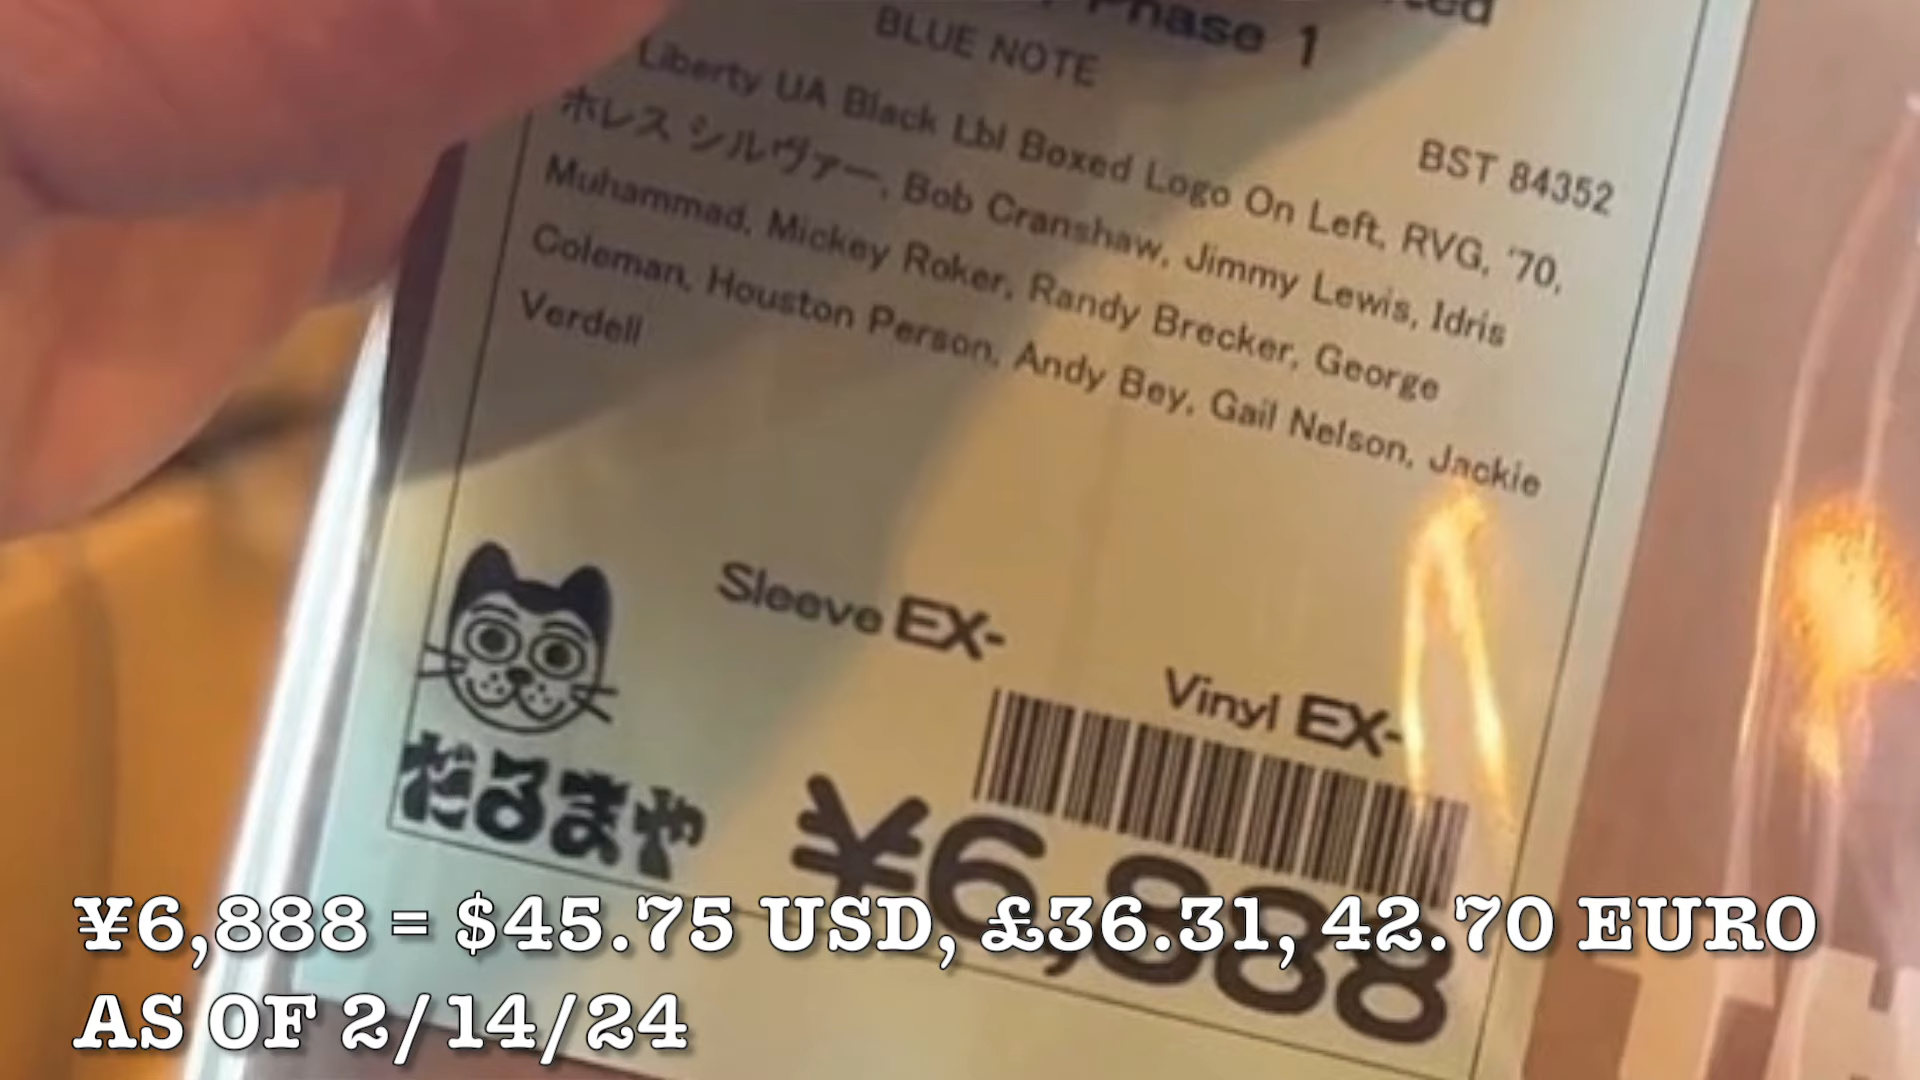 Phase 1
BLUE NOTE
BST 84352
Liberty UA Black Lbl Boxed Logo On Left, RVG, '70,
ホレス シルヴァー, Bob Cranshaw, Jimmy Lewis, Idris
Muhammad, Mickey Roker, Randy Brecker, George
Coleman, Houston Person, Andy Bey, Gail Nelson, Jackie
Verdell
Sleeve EX-
Vinyl EX-
だるまや
¥6,888
¥6,888 = $45.75 USD, £36.31, 42.70 EURO
AS OF 2/14/24